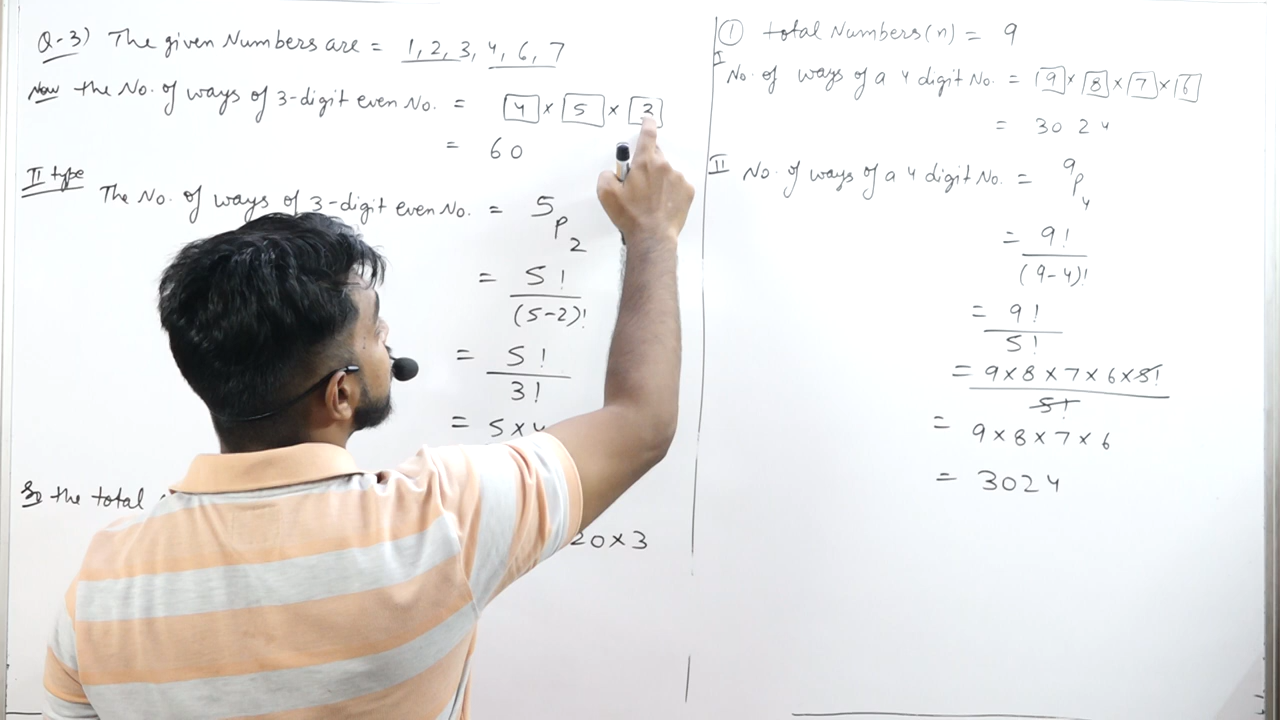 Q-3) The given Numbers are = 1, 2, 3, 4, 6, 7
Now the No. of ways of 3-digit even No. = 4 × 5 × 3
= 60
II type
The No. of ways of 3-digit even No. = 5P2
= 5!
(5-2)!
= 5!
3!
= 5×4
So the total
20×3
① total Numbers(n) = 9
I
No. of ways of a 4 digit No. = 9 × 8 × 7 × 6
= 3024
II No. of ways of a 4 digit No. = 9P4
= 9!
(9-4)!
= 9!
5!
= 9×8×7×6×5!
5!
= 9×8×7×6
= 3024